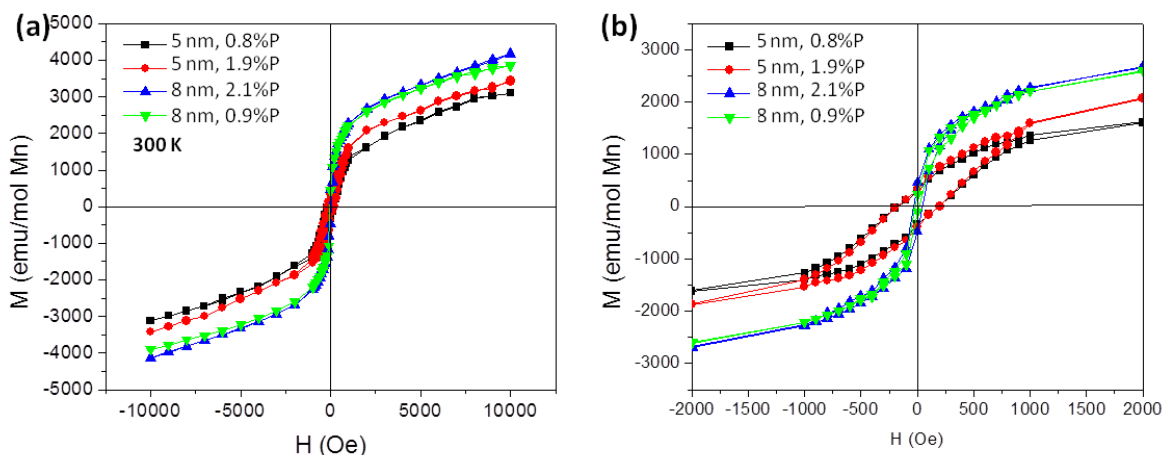 (a)
5 nm, 0.8%P
5 nm, 1.9%P
8 nm, 2.1%P
8 nm, 0.9%P
300 K
M (emu/mol Mn)
5000
4000
3000
2000
1000
0
-1000
-2000
-3000
-4000
-5000
-10000 -5000 0 5000 10000
H (Oe)
(b)
5 nm, 0.8%P
5 nm, 1.9%P
8 nm, 2.1%P
8 nm, 0.9%P
M (emu/mol Mn)
3000
2000
1000
0
-1000
-2000
-3000
-2000 -1500 -1000 -500 0 500 1000 1500 2000
H (Oe)